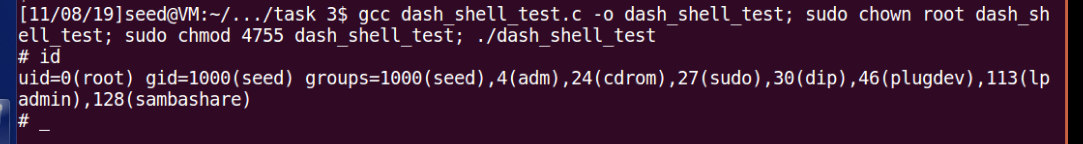 [11/08/19]seed@VM:~/.../task 3$ gcc dash_shell_test.c -o dash_shell_test; sudo chown root dash_sh
ell_test; sudo chmod 4755 dash_shell_test; ./dash_shell_test
# id
uid=0(root) gid=1000(seed) groups=1000(seed),4(adm),24(cdrom),27(sudo),30(dip),46(plugdev),113(lp
admin),128(sambashare)
# _